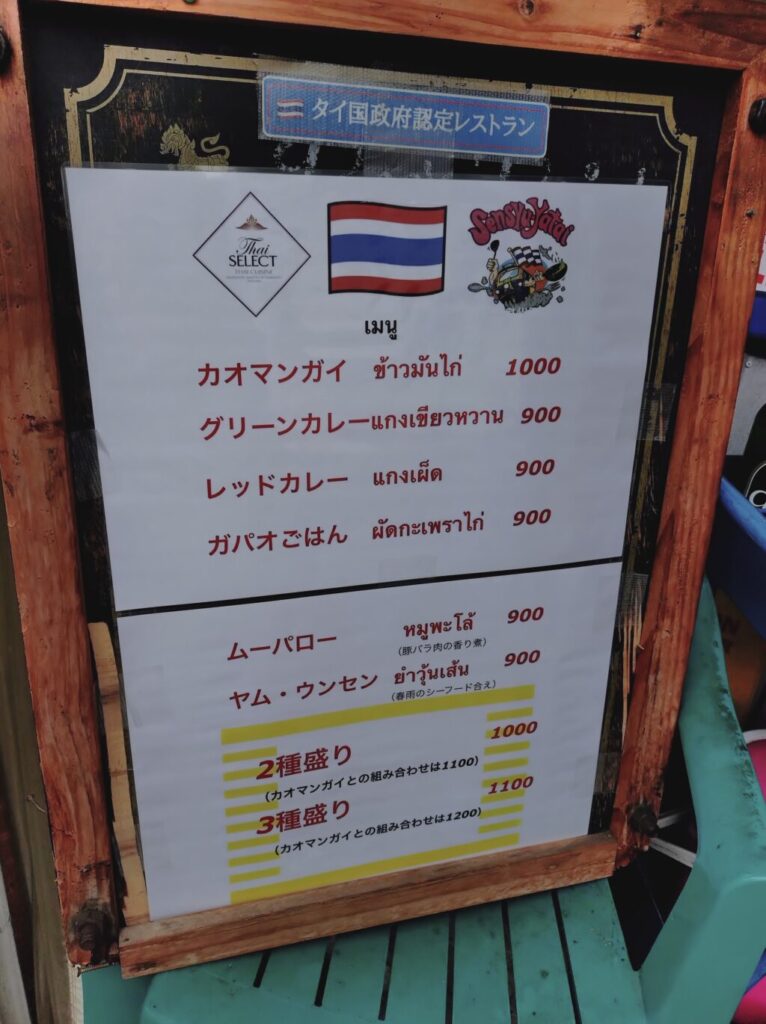 タイ国政府認定レストラン
Thai
SELECT
THAI CUISINE
Sensyu Yatai
เมนู
カオマンガイ ข้าวมันไก่ 1000
グリーンカレー แกงเขียวหวาน 900
レッドカレー แกงเผ็ด 900
ガパオごはん ผัดกะเพราไก่ 900
ムーパロー หมูพะโล้ 900
(豚バラ肉の香り煮)
ヤム・ウンセン ยำวุ้นเส้น 900
(春雨のシーフード合え)
2種盛り 1000
(カオマンガイとの組み合わせは1100)
3種盛り 1100
(カオマンガイとの組み合わせは1200)